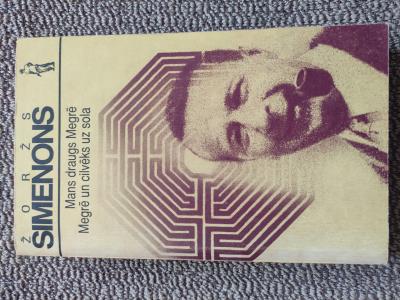 ŽORŽS
SIMENONS
Mans draugs Megrē
Megrē un cilvēks uz sola